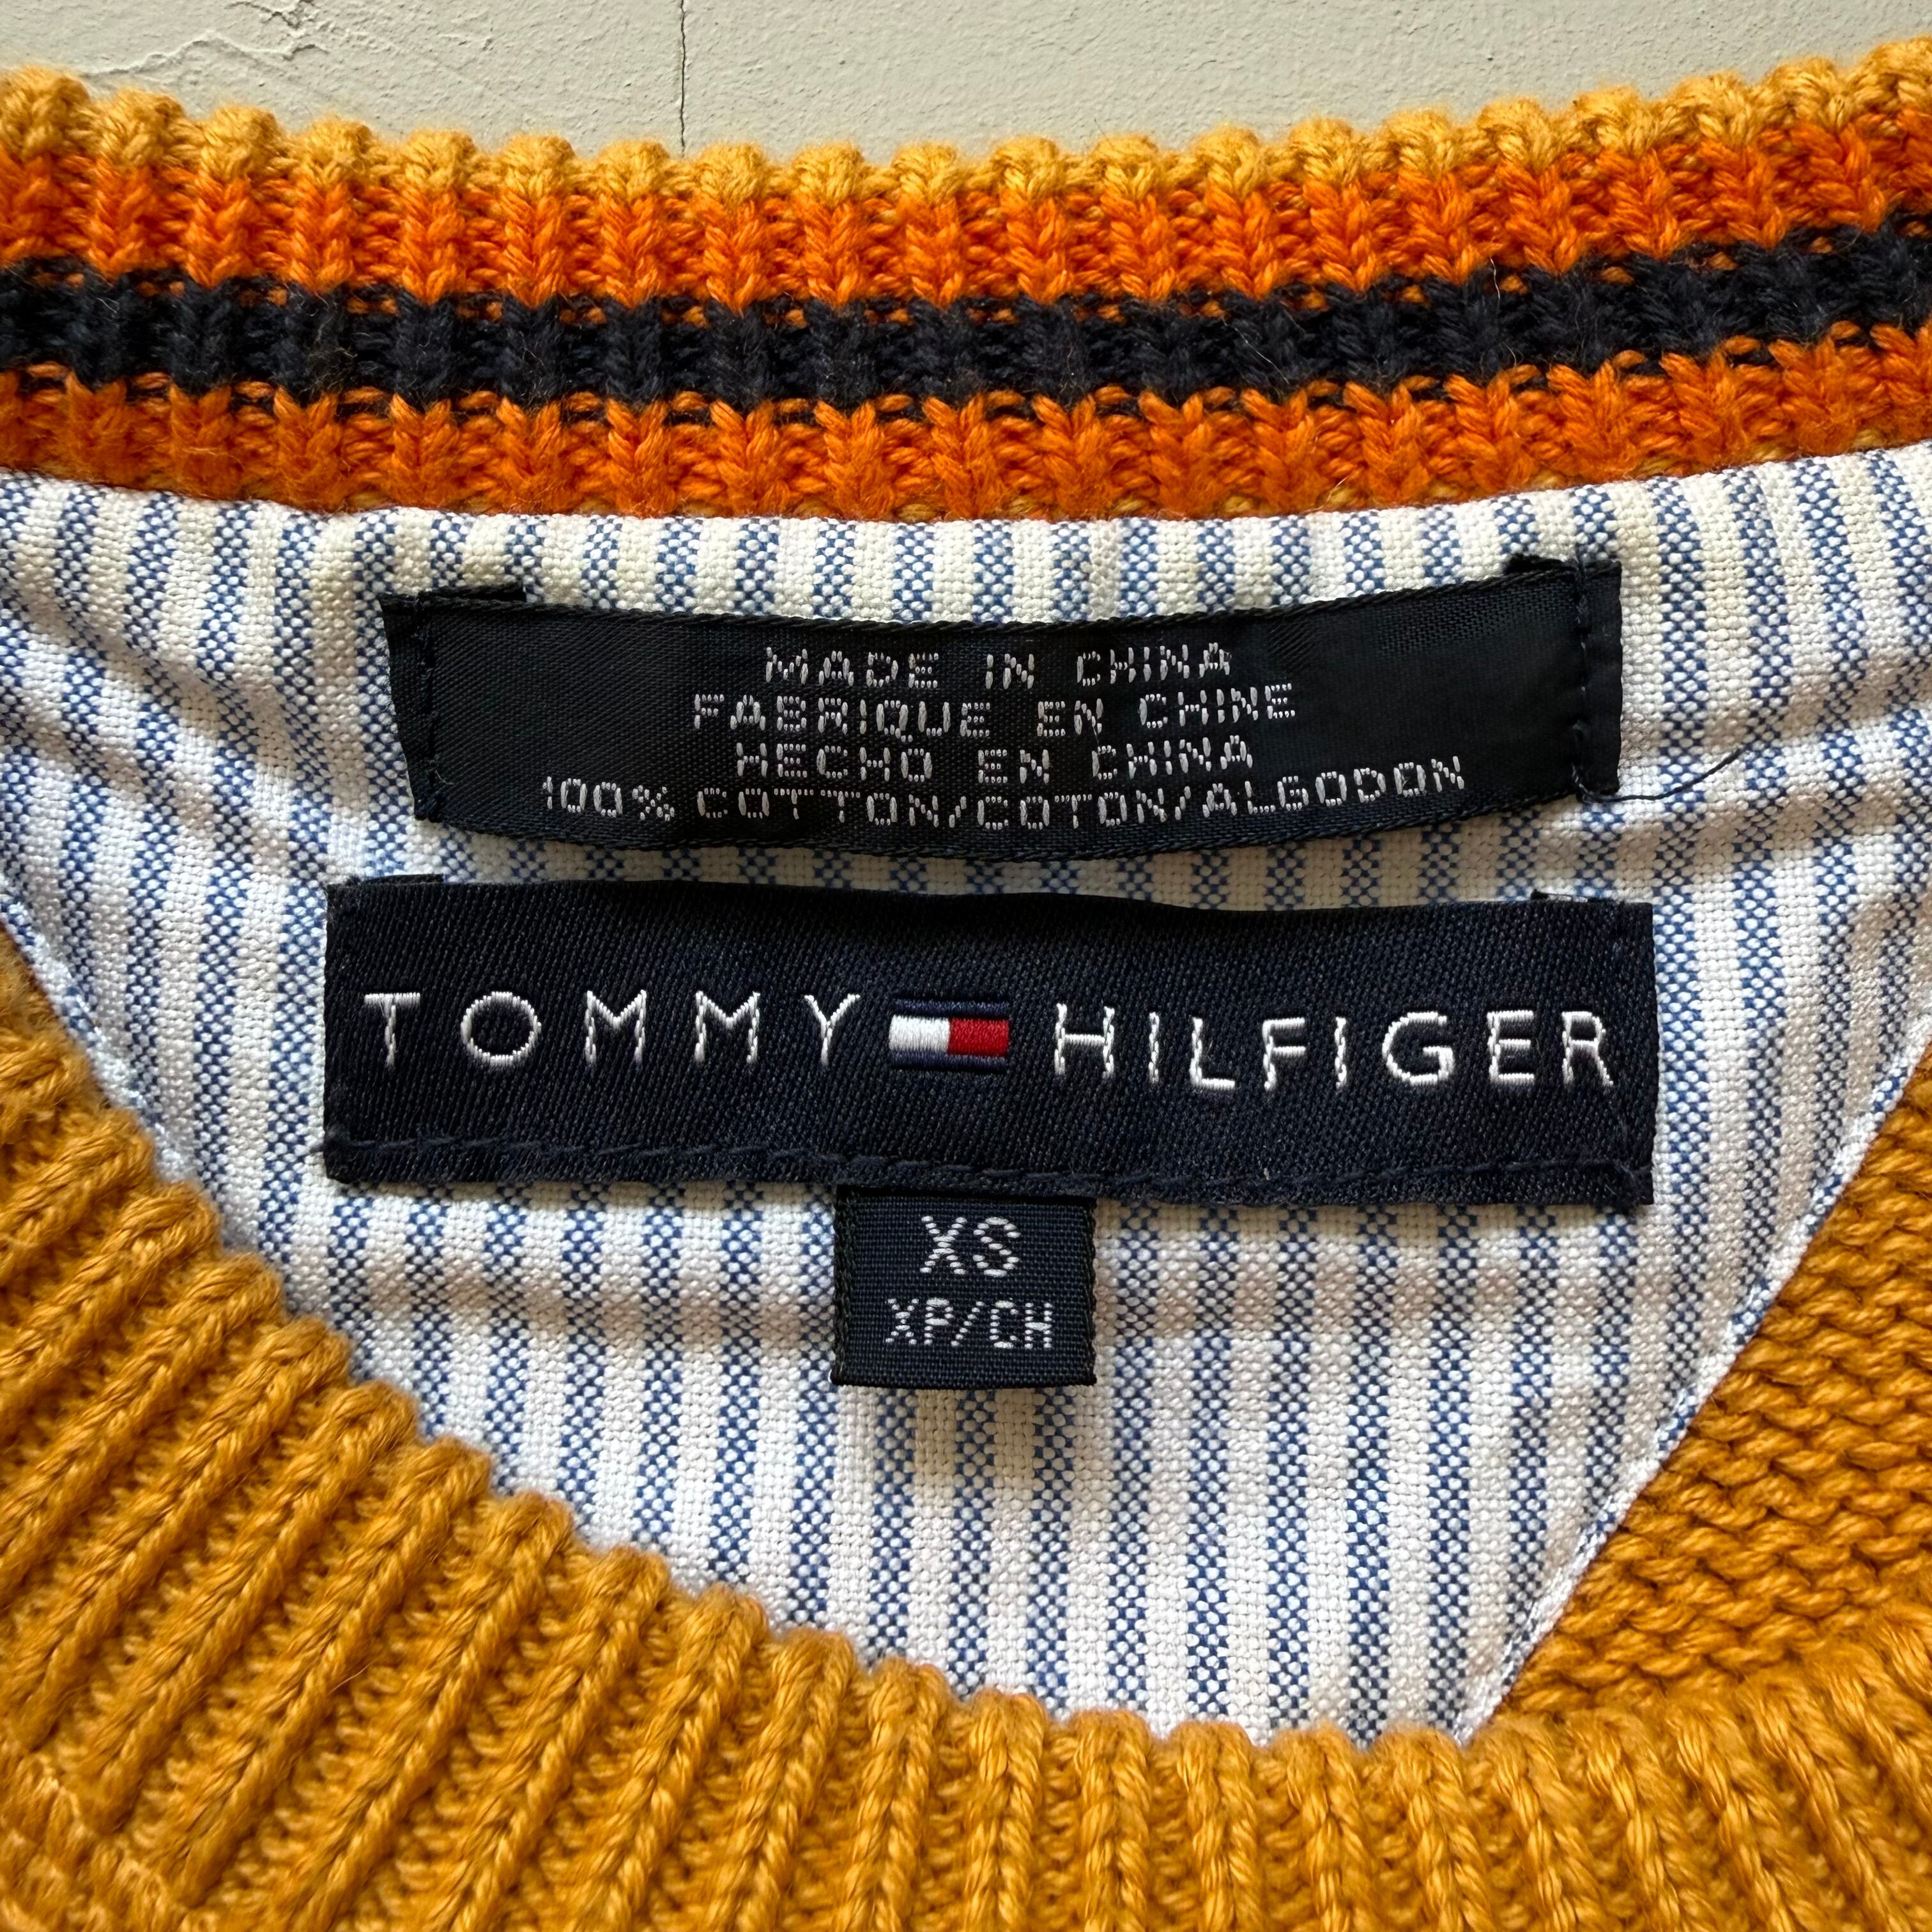 MADE IN CHINA
FABRIQUE EN CHINE
HECHO EN CHINA
100% COTTON/COTON/ALGODON
TOMMY HILFIGER
XS
XP/CH